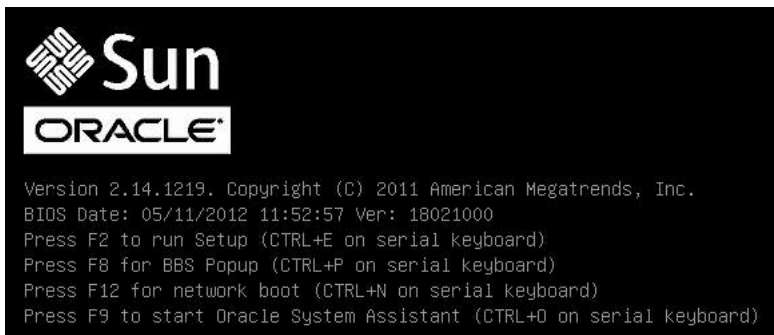 Sun
ORACLE®
Version 2.14.1219. Copyright (C) 2011 American Megatrends, Inc.
BIOS Date: 05/11/2012 11:52:57 Ver: 18021000
Press F2 to run Setup (CTRL+E on serial keyboard)
Press F8 for BBS Popup (CTRL+P on serial keyboard)
Press F12 for network boot (CTRL+N on serial keyboard)
Press F9 to start Oracle System Assistant (CTRL+O on serial keyboard)